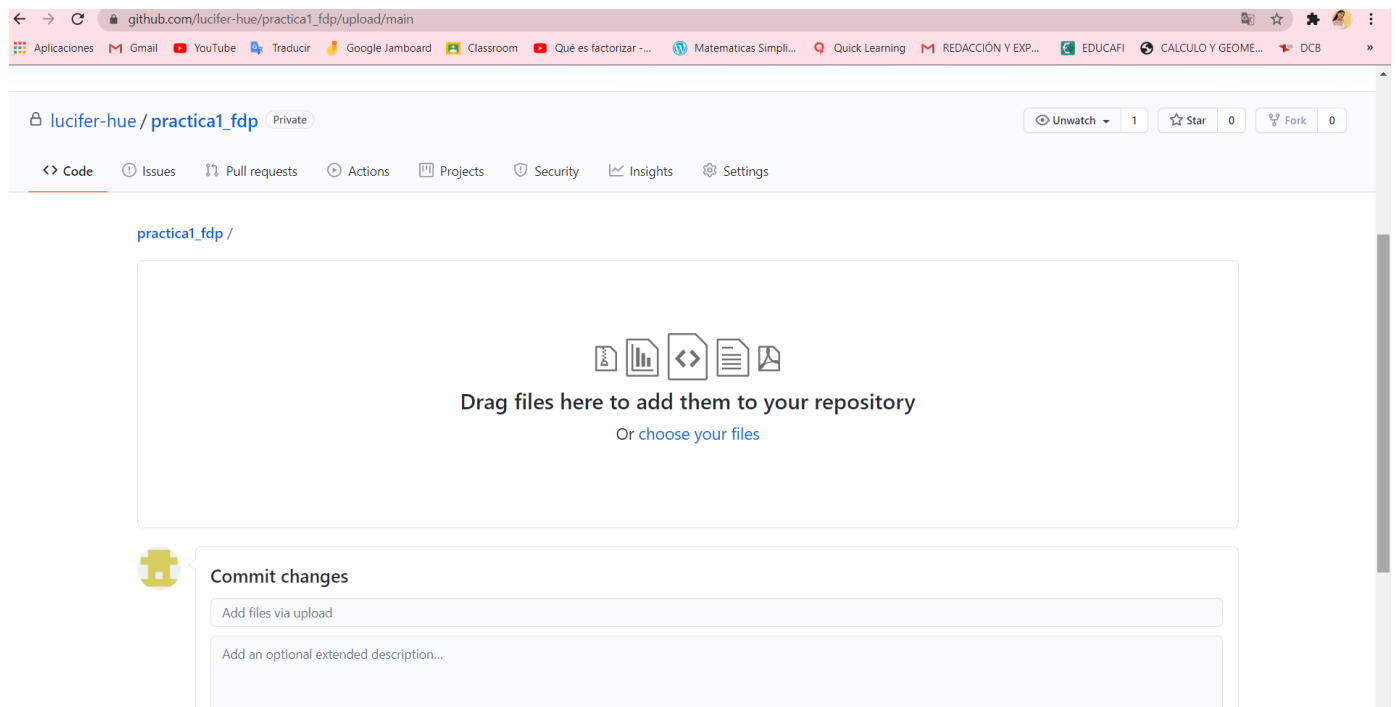 github.com/lucifer-hue/practica1_fdp/upload/main
Aplicaciones Gmail YouTube Traducir Google Jamboard Classroom Qué es factorizar -... Matematicas Simpli... Quick Learning REDACCIÓN Y EXP... EDUCAFI CALCULO Y GEOME... DCB »
lucifer-hue / practica1_fdp Private Unwatch 1 Star 0 Fork 0
Code Issues Pull requests Actions Projects Security Insights Settings
practica1_fdp /
Drag files here to add them to your repository
Or choose your files
Commit changes
Add files via upload
Add an optional extended description...